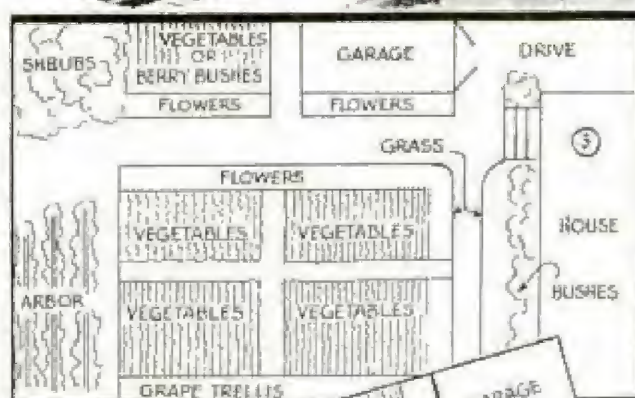 SHRUBS
VEGETABLES
OR
BERRY BUSHES
FLOWERS
GARAGE
FLOWERS
DRIVE
GRASS
3
FLOWERS
VEGETABLES
VEGETABLES
HOUSE
BUSHES
ARBOR
VEGETABLES
VEGETABLES
GRAPE TRELLIS
GARAGE